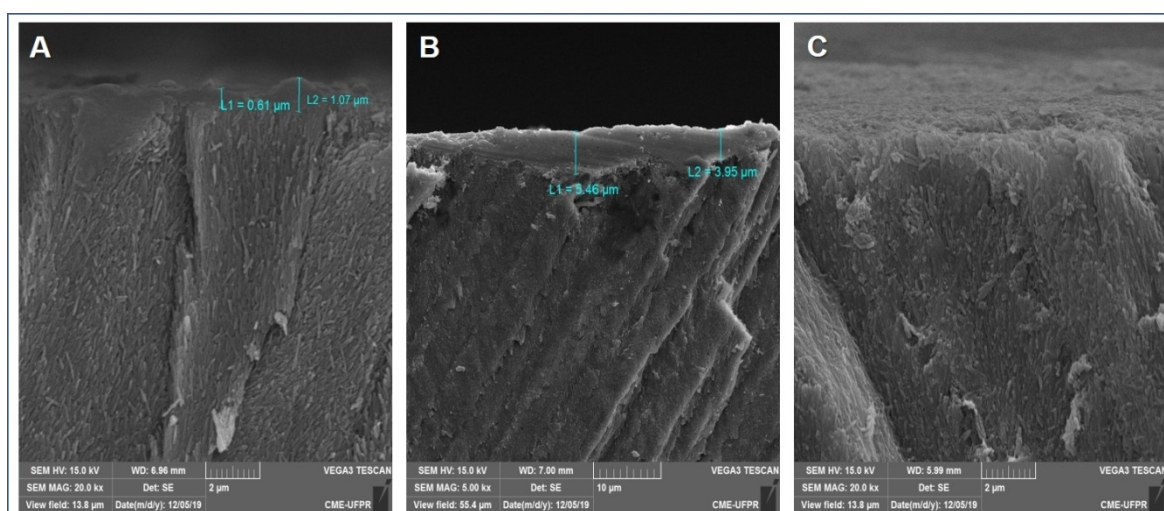 A
L1 = 0.61 µm
L2 = 1.07 µm
SEM HV: 15.0 kV WD: 6.96 mm VEGA3 TESCAN
SEM MAG: 20.0 kx Det: SE 2 µm
View field: 13.8 µm Date(m/d/y): 12/05/19 CME-UFPR
B
L1 = 5.46 µm
L2 = 3.95 µm
SEM HV: 15.0 kV WD: 7.00 mm VEGA3 TESCAN
SEM MAG: 5.00 kx Det: SE 10 µm
View field: 55.4 µm Date(m/d/y): 12/05/19 CME-UFPR
C
SEM HV: 15.0 kV WD: 5.99 mm VEGA3 TESCAN
SEM MAG: 20.0 kx Det: SE 2 µm
View field: 13.8 µm Date(m/d/y): 12/05/19 CME-UFPR